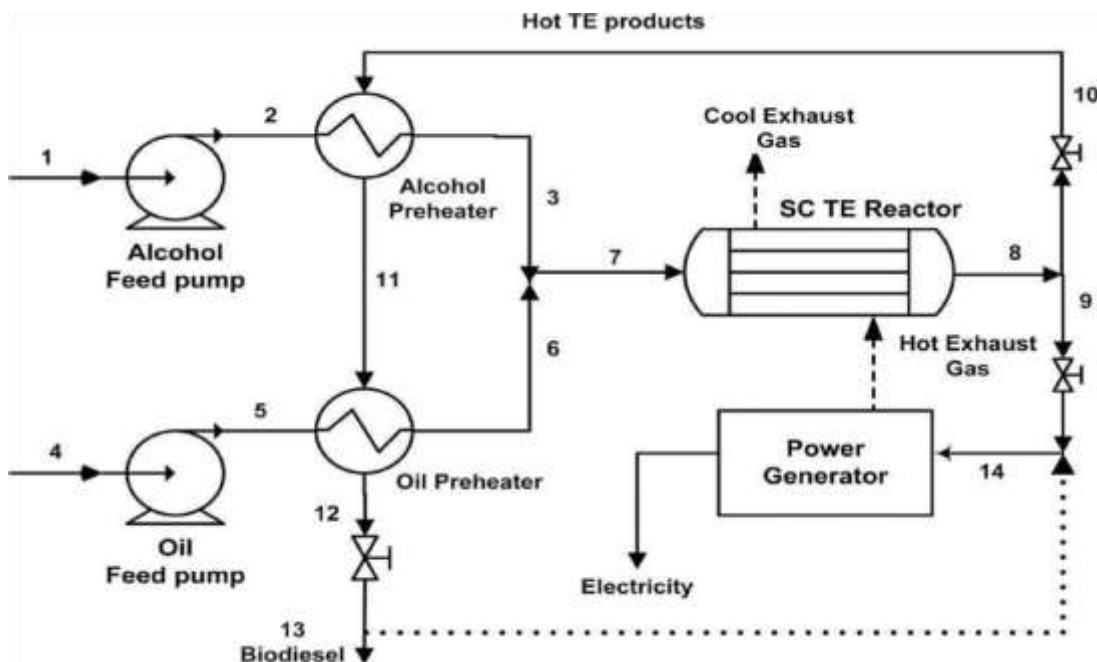 Hot TE products
10
2
Cool Exhaust
Gas
1
3
Alcohol
Preheater
SC TE Reactor
Alcohol
Feed pump
7
8
11
9
6
Hot Exhaust
Gas
5
4
Power
Generator
14
Oil Preheater
12
Oil
Feed pump
Electricity
13
Biodiesel